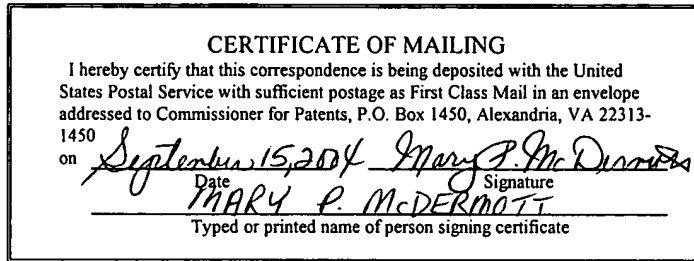 CERTIFICATE OF MAILING
I hereby certify that this correspondence is being deposited with the United
States Postal Service with sufficient postage as First Class Mail in an envelope
addressed to Commissioner for Patents, P.O. Box 1450, Alexandria, VA 22313-
1450
on September 15, 2004 Mary P. McDermott
Date Signature
MARY P. McDERMOTT
Typed or printed name of person signing certificate